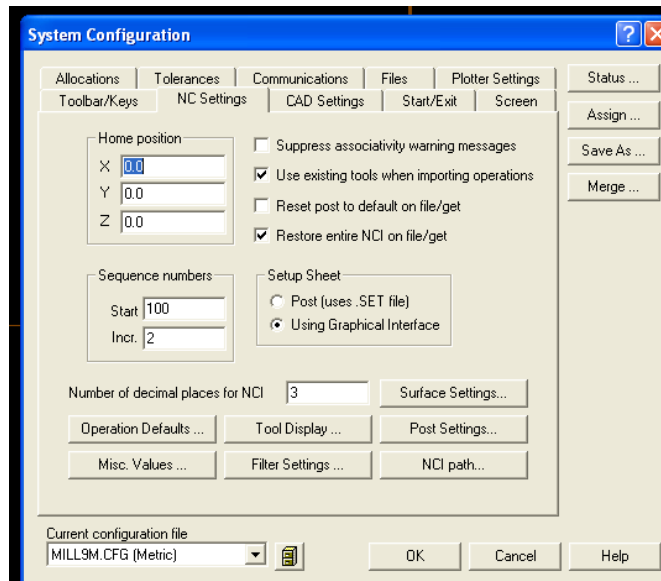 System Configuration
Allocations Tolerances Communications Files Plotter Settings
Toolbar/Keys NC Settings CAD Settings Start/Exit Screen
Status ...
Assign ...
Save As ...
Merge ...
Home position
X 0.0
Y 0.0
Z 0.0
Suppress associativity warning messages
Use existing tools when importing operations
Reset post to default on file/get
Restore entire NCI on file/get
Sequence numbers
Start 100
Incr. 2
Setup Sheet
Post (uses .SET file)
Using Graphical Interface
Number of decimal places for NCI 3 Surface Settings...
Operation Defaults ... Tool Display ... Post Settings...
Misc. Values ... Filter Settings ... NCI path...
Current configuration file
MILL9M.CFG (Metric) OK Cancel Help